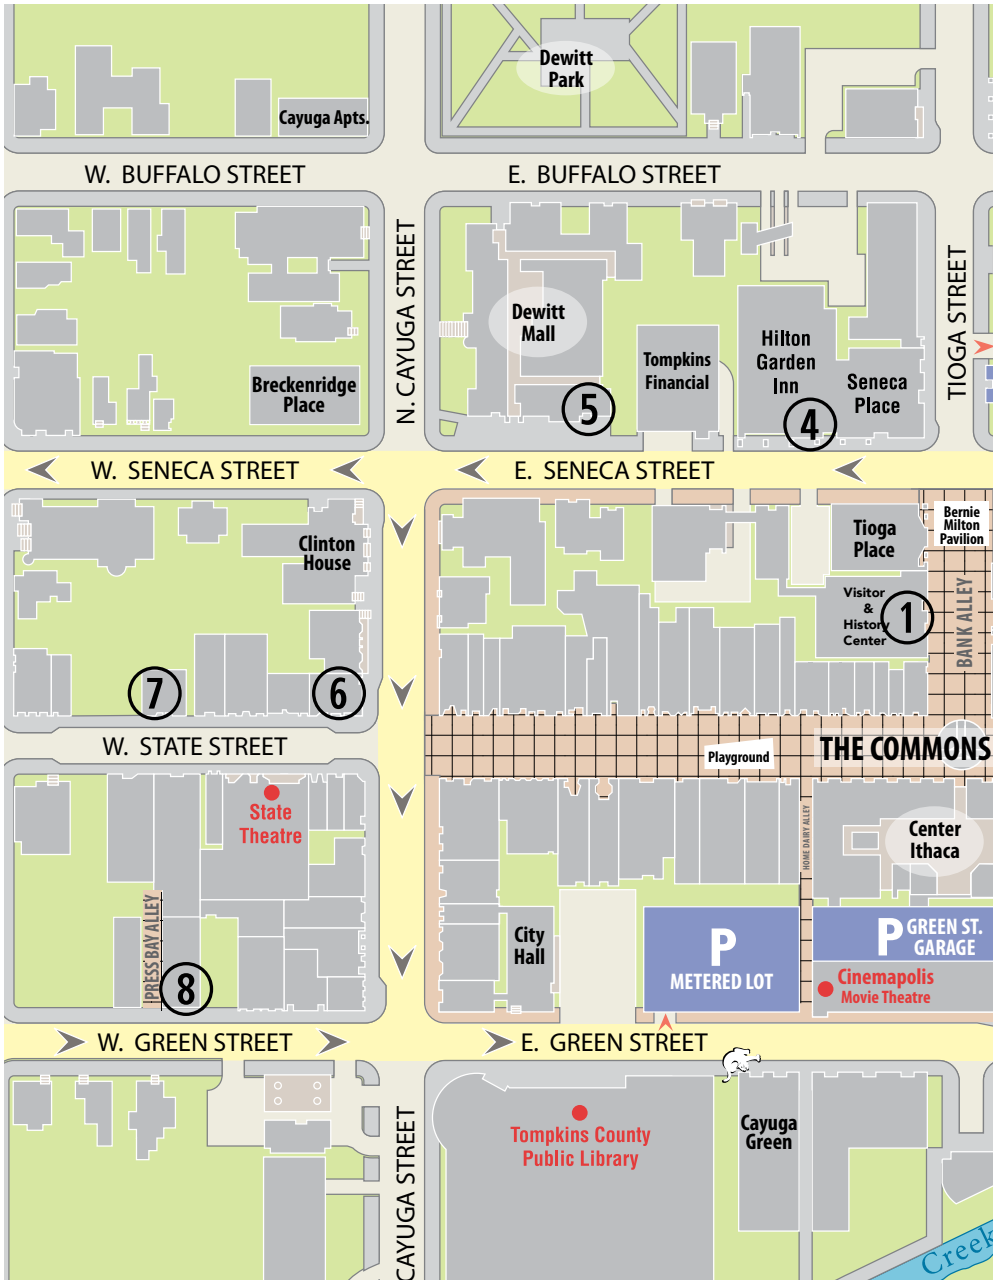 Dewitt
Park
Cayuga Apts.
W. BUFFALO STREET
E. BUFFALO STREET
N. CAYUGA STREET
TIOGA STREET
Dewitt
Mall
Tompkins
Financial
Hilton
Garden
Inn
Seneca
Place
Breckenridge
Place
5
4
W. SENECA STREET
E. SENECA STREET
Clinton
House
Tioga
Place
Bernie
Milton
Pavilion
Visitor
&
History
Center
1
BANK ALLEY
7
6
W. STATE STREET
Playground
THE COMMONS
State
Theatre
HOME DAIRY ALLEY
Center
Ithaca
PRESS BAY ALLEY
8
City
Hall
P
METERED LOT
P GREEN ST.
GARAGE
Cinemapolis
Movie Theatre
W. GREEN STREET
E. GREEN STREET
CAYUGA STREET
Tompkins County
Public Library
Cayuga
Green
Creek